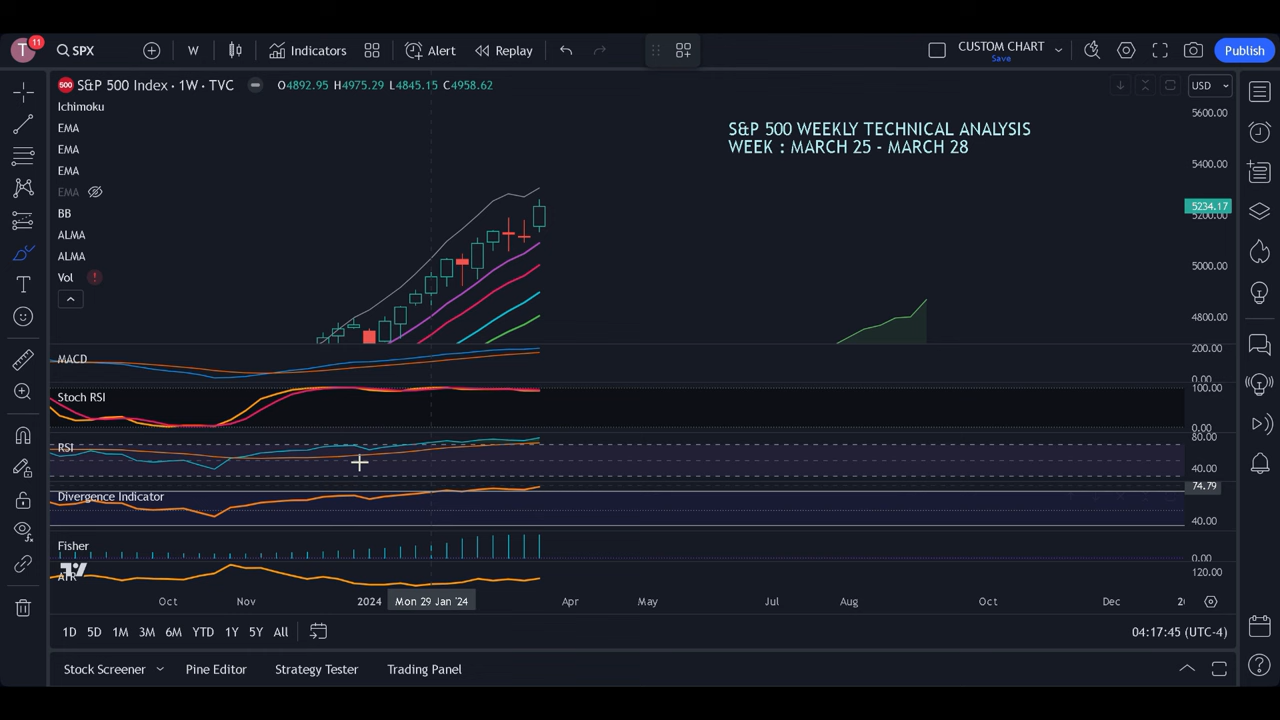 T 11 SPX W Indicators Alert Replay CUSTOM CHART Save Publish
500 S&P 500 Index · 1W · TVC O4892.95 H4975.29 L4845.15 C4958.62 USD
Ichimoku
EMA
EMA
EMA
EMA
BB
ALMA
ALMA
Vol
S&P 500 WEEKLY TECHNICAL ANALYSIS
WEEK : MARCH 25 - MARCH 28
5600.00
5400.00
5234.17
5200.00
5000.00
4800.00
MACD
200.00
0.00
Stoch RSI
100.00
0.00
RSI
80.00
40.00
Divergence Indicator
74.79
40.00
Fisher
0.00
ATR
120.00
Oct Nov 2024 Mon 29 Jan '24 Apr May Jul Aug Oct Dec
1D 5D 1M 3M 6M YTD 1Y 5Y All 04:17:45 (UTC-4)
Stock Screener Pine Editor Strategy Tester Trading Panel